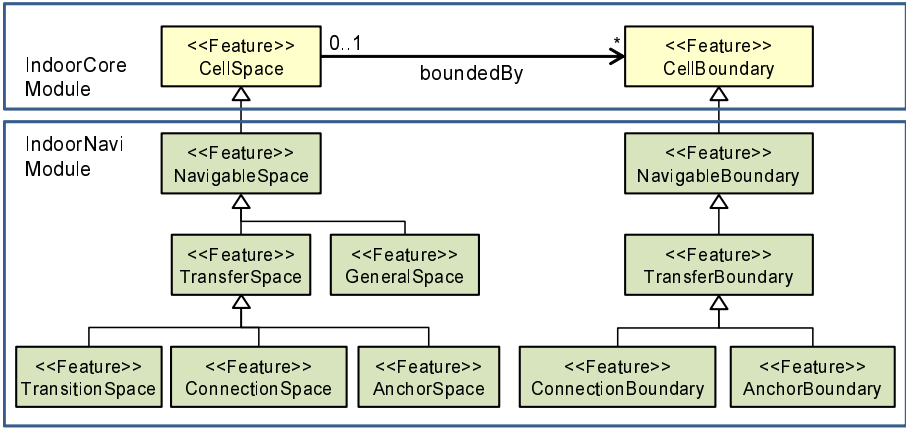 IndoorCore
Module
<<Feature>>
CellSpace
0..1
*
boundedBy
<<Feature>>
CellBoundary
IndoorNavi
Module
<<Feature>>
NavigableSpace
<<Feature>>
NavigableBoundary
<<Feature>>
TransferSpace
<<Feature>>
GeneralSpace
<<Feature>>
TransferBoundary
<<Feature>>
TransitionSpace
<<Feature>>
ConnectionSpace
<<Feature>>
AnchorSpace
<<Feature>>
ConnectionBoundary
<<Feature>>
AnchorBoundary